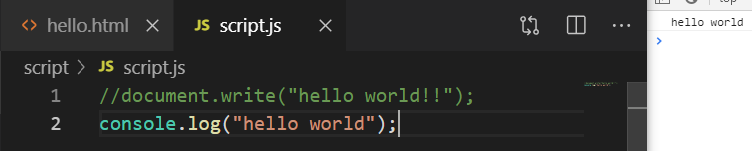 hello.html
JS script.js
top
hello world
script > JS script.js
1 //document.write("hello world!!");
2 console.log("hello world");